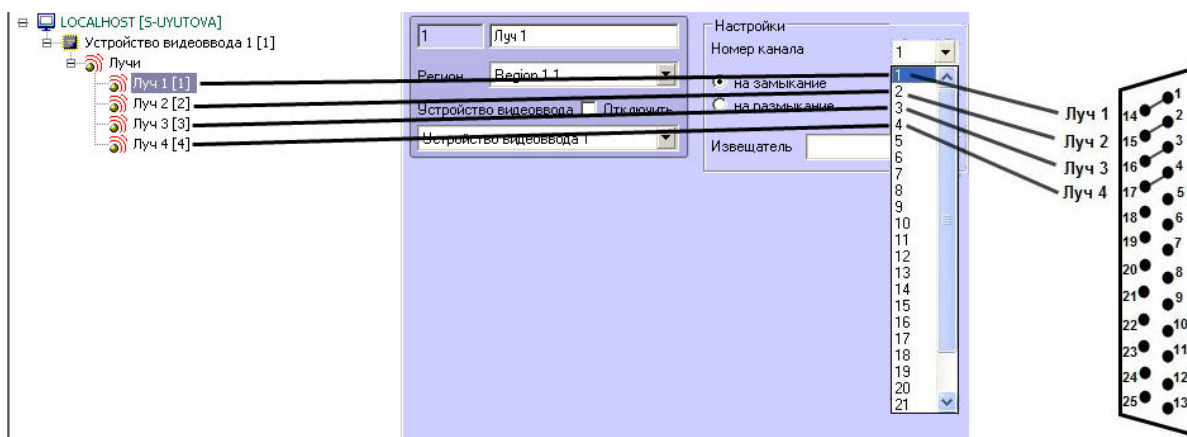 LOCALHOST [S-UYUTOVA]
Устройство видеоввода 1 [1]
Лучи
Луч 1 [1]
Луч 2 [2]
Луч 3 [3]
Луч 4 [4]
1
Луч 1
Регион
Region 1.1
Устройство видеоввода
Отключить
Устройство видеоввода 1
Настройки
Номер канала
1
на замыкание
на размыкание
Извещатель
1
2
3
4
5
6
7
8
9
10
11
12
13
14
15
16
17
18
19
20
21
Луч 1
Луч 2
Луч 3
Луч 4
14 1
15 2
16 3
17 4
18 5
19 6
20 7
21 8
22 9
23 10
24 11
25 12
13